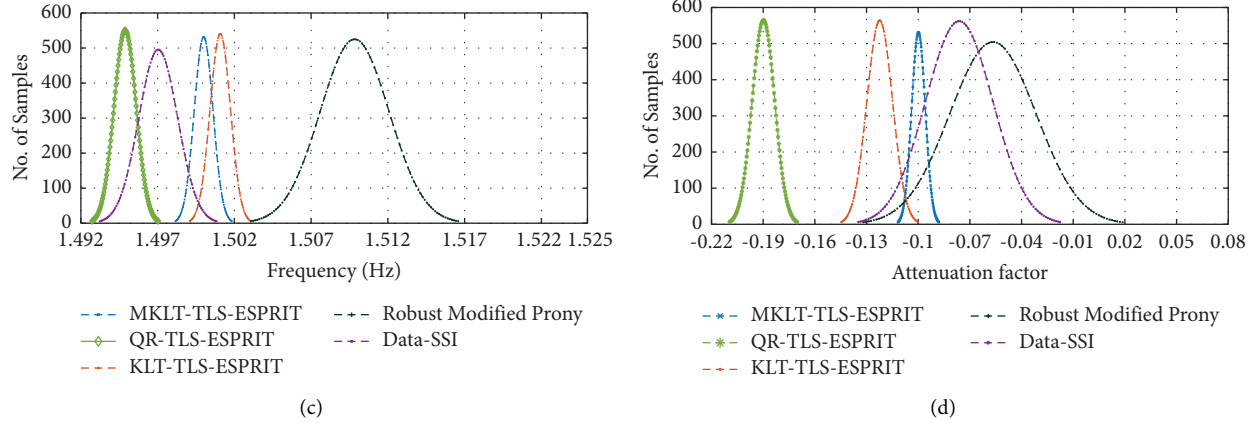 600
500
400
300
200
100
0
No. of Samples
1.492 1.497 1.502 1.507 1.512 1.517 1.522 1.525
Frequency (Hz)
MKLT-TLS-ESPRIT
QR-TLS-ESPRIT
KLT-TLS-ESPRIT
Robust Modified Prony
Data-SSI
(c)
600
500
400
300
200
100
0
No. of Samples
-0.22 -0.19 -0.16 -0.13 -0.1 -0.07 -0.04 -0.01 0.02 0.05 0.08
Attenuation factor
MKLT-TLS-ESPRIT
QR-TLS-ESPRIT
KLT-TLS-ESPRIT
Robust Modified Prony
Data-SSI
(d)